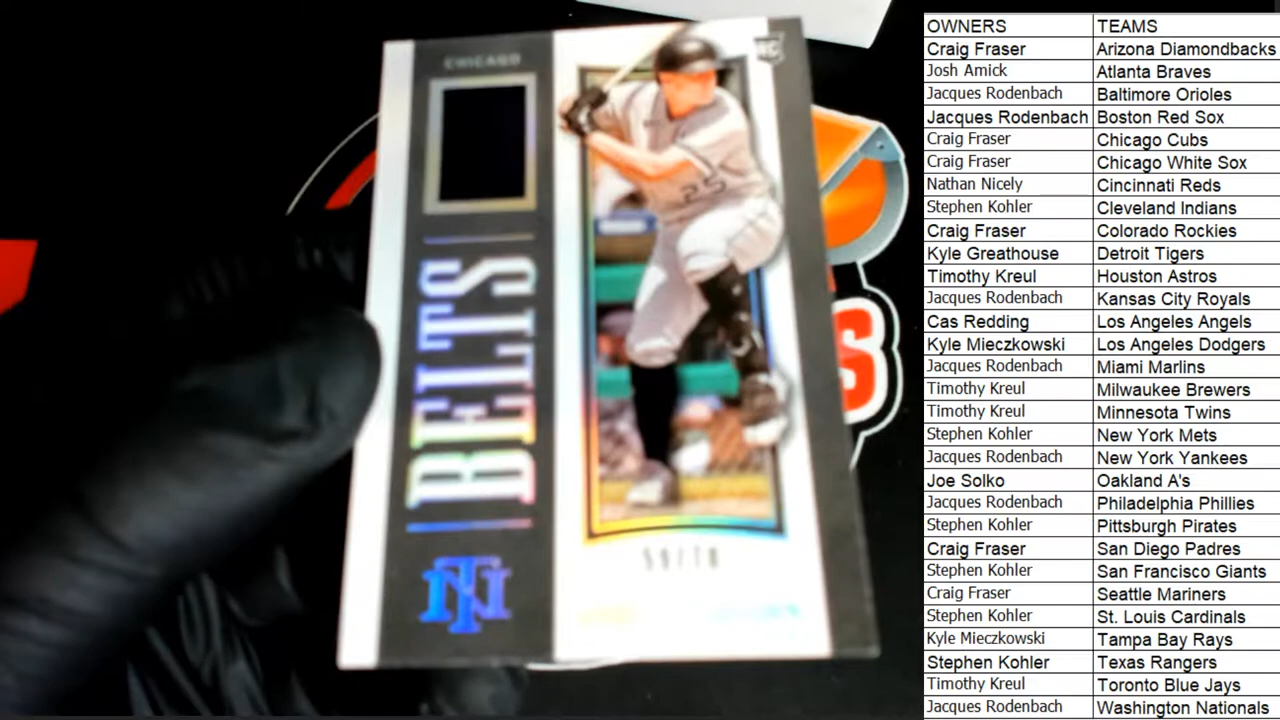 CHICAGO
RC
25
BELTS
NT
59/70
S
OWNERS TEAMS
Craig Fraser Arizona Diamondbacks
Josh Amick Atlanta Braves
Jacques Rodenbach Baltimore Orioles
Jacques Rodenbach Boston Red Sox
Craig Fraser Chicago Cubs
Craig Fraser Chicago White Sox
Nathan Nicely Cincinnati Reds
Stephen Kohler Cleveland Indians
Craig Fraser Colorado Rockies
Kyle Greathouse Detroit Tigers
Timothy Kreul Houston Astros
Jacques Rodenbach Kansas City Royals
Cas Redding Los Angeles Angels
Kyle Mieczkowski Los Angeles Dodgers
Jacques Rodenbach Miami Marlins
Timothy Kreul Milwaukee Brewers
Timothy Kreul Minnesota Twins
Stephen Kohler New York Mets
Jacques Rodenbach New York Yankees
Joe Solko Oakland A's
Jacques Rodenbach Philadelphia Phillies
Stephen Kohler Pittsburgh Pirates
Craig Fraser San Diego Padres
Stephen Kohler San Francisco Giants
Craig Fraser Seattle Mariners
Stephen Kohler St. Louis Cardinals
Kyle Mieczkowski Tampa Bay Rays
Stephen Kohler Texas Rangers
Timothy Kreul Toronto Blue Jays
Jacques Rodenbach Washington Nationals